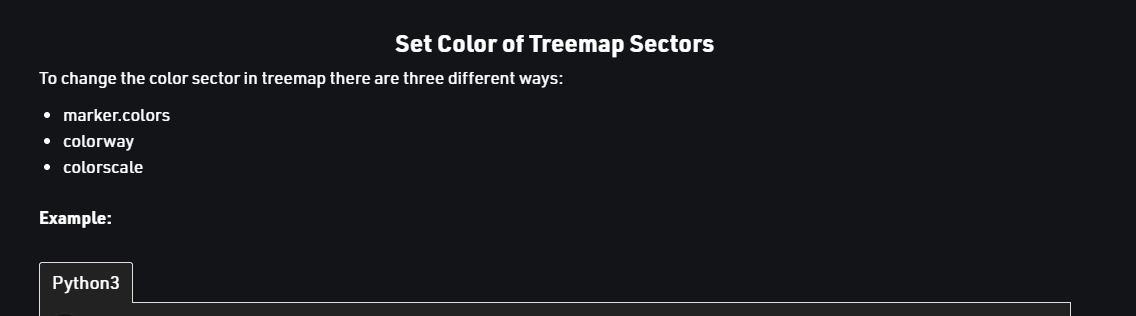 Set Color of Treemap Sectors
To change the color sector in treemap there are three different ways:
marker.colors
colorway
colorscale
Example:
Python3